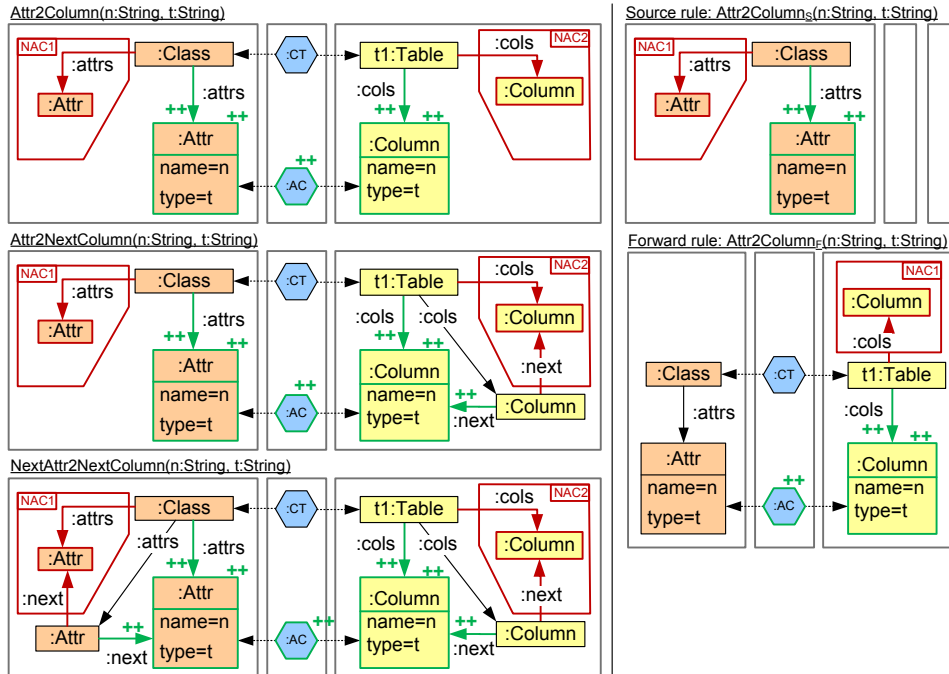 Attr2Column(n:String, t:String)
NAC1
:attrs
:Attr
:Class
:attrs
++
++
:Attr
name=n
type=t
:CT
++
:AC
t1:Table
:cols
++
++
:Column
name=n
type=t
:cols
NAC2
:Column
Attr2NextColumn(n:String, t:String)
NAC1
:attrs
:Attr
:Class
:attrs
++
++
:Attr
name=n
type=t
:CT
++
:AC
t1:Table
:cols
:cols
++
++
:Column
name=n
type=t
++
:next
:Column
:cols
NAC2
:Column
:next
NextAttr2NextColumn(n:String, t:String)
NAC1
:attrs
:Attr
:next
:Attr
:Class
:attrs
:attrs
++
++
:Attr
name=n
type=t
++
:next
:CT
++
:AC
t1:Table
:cols
:cols
++
++
:Column
name=n
type=t
++
:next
:Column
:cols
NAC2
:Column
:next
Source rule: Attr2ColumnS(n:String, t:String)
NAC1
:attrs
:Attr
:Class
:attrs
++
++
:Attr
name=n
type=t
Forward rule: Attr2ColumnF(n:String, t:String)
:Class
:attrs
:Attr
name=n
type=t
:CT
++
:AC
NAC1
:Column
:cols
t1:Table
:cols
++
++
:Column
name=n
type=t